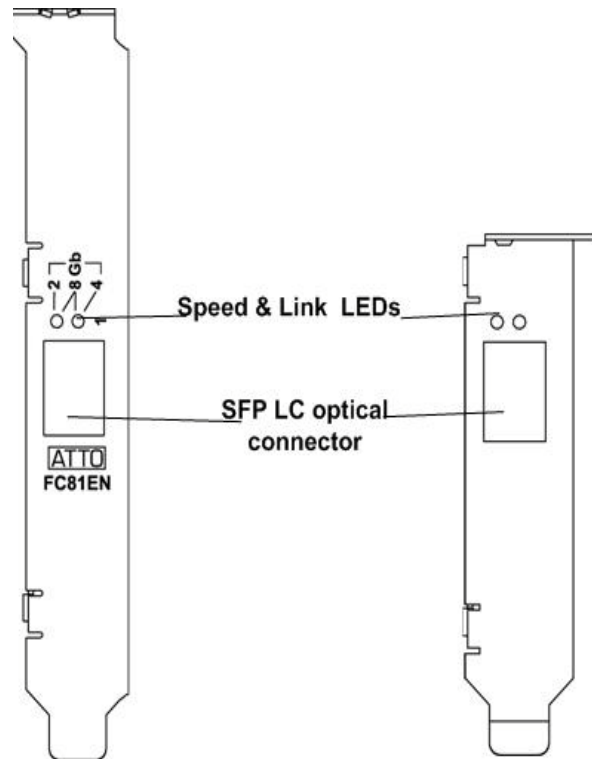 2 8 Gb 4
1
Speed & Link LEDs
SFP LC optical
connector
ATTO
FC81EN